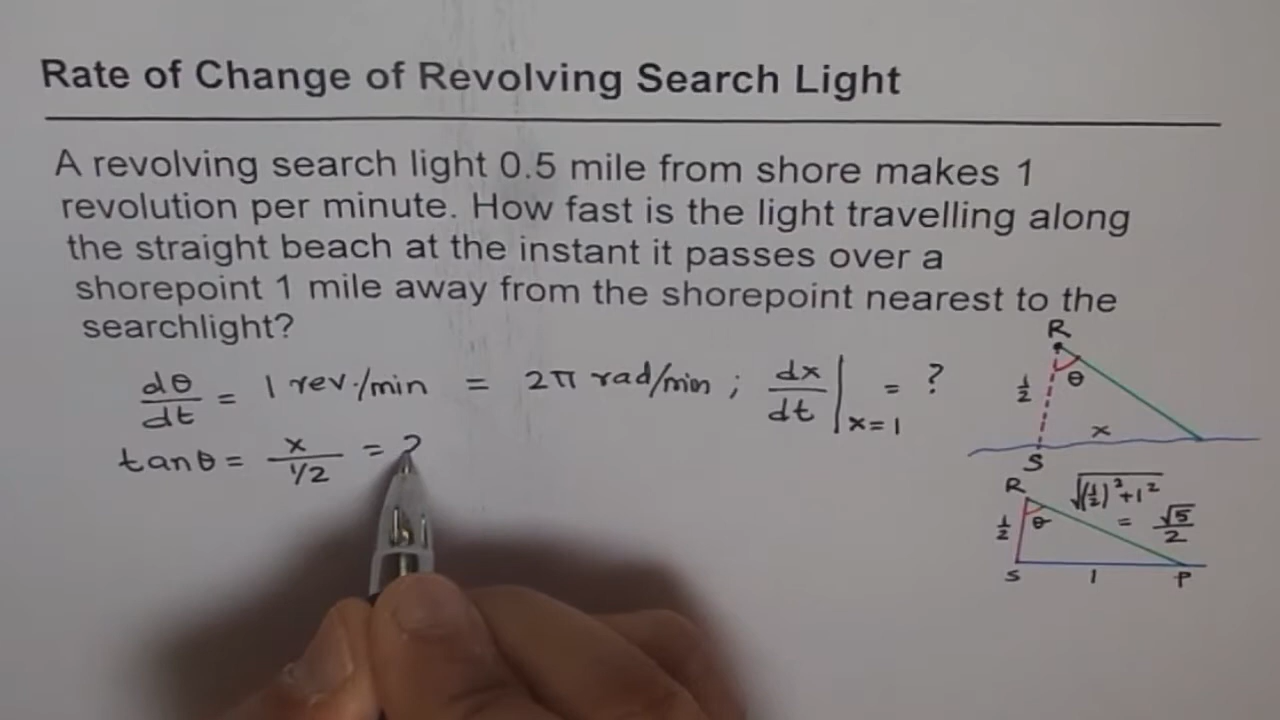 Rate of Change of Revolving Search Light
A revolving search light 0.5 mile from shore makes 1
revolution per minute. How fast is the light travelling along
the straight beach at the instant it passes over a
shorepoint 1 mile away from the shorepoint nearest to the
searchlight?
dθ/dt = 1 rev./min = 2π rad/min ; dx/dt |x=1 = ?
tanθ = x/(1/2) = 2
R
θ
1/2
x
S
R
√((1/2)²+1²)
= √5/2
1/2
θ
S 1 P